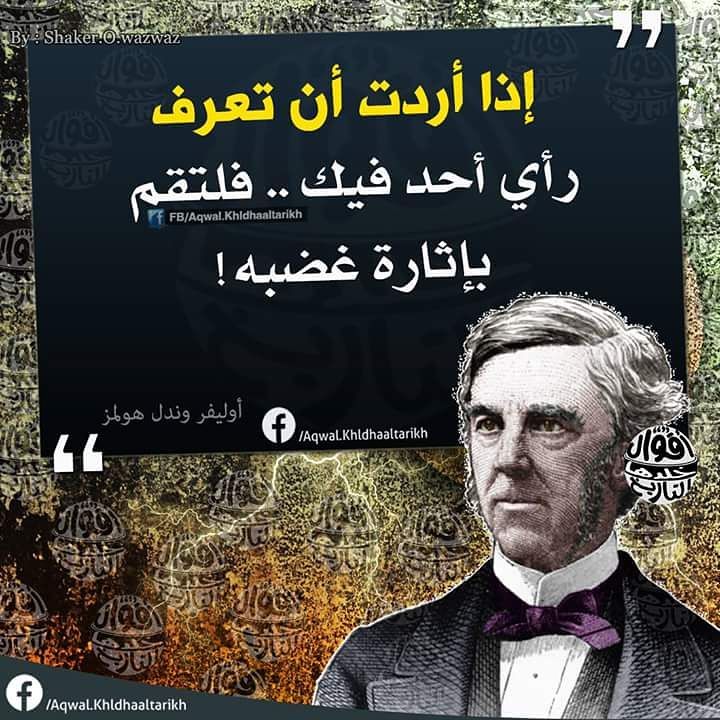 By : Shaker.O.wazwaz
إذا أردت أن تعرف
رأي أحد فيك .. فلتقم
FB/Aqwal.Khldhaaltarikh
بإثارة غضبه !
أوليفر وندل هولمز
/Aqwal.Khldhaaltarikh
أقوال
خلدها
التاريخ
/Aqwal.Khldhaaltarikh